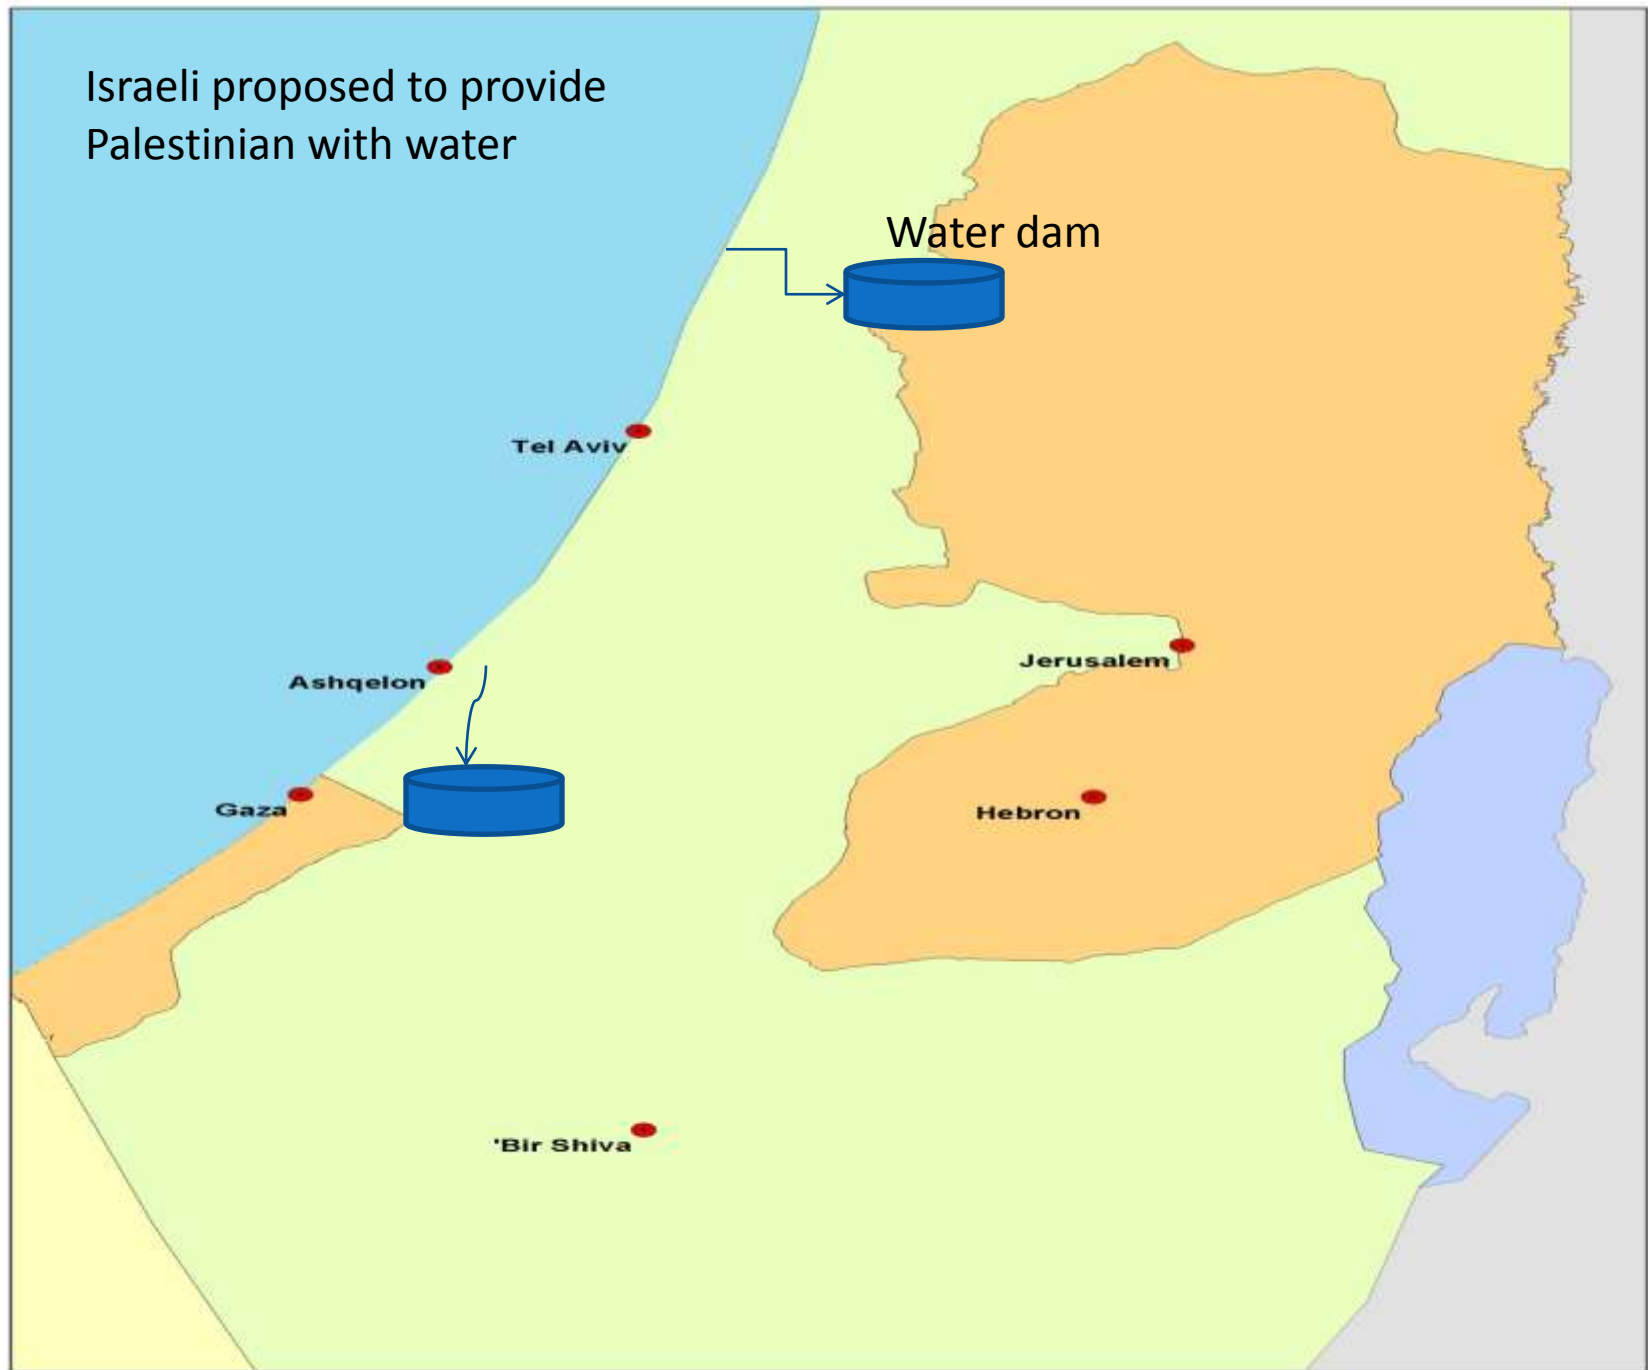 Israeli proposed to provide
Palestinian with water
Water dam
Tel Aviv
Jerusalem
Ashqelon
Gaza
Hebron
'Bir Shiva